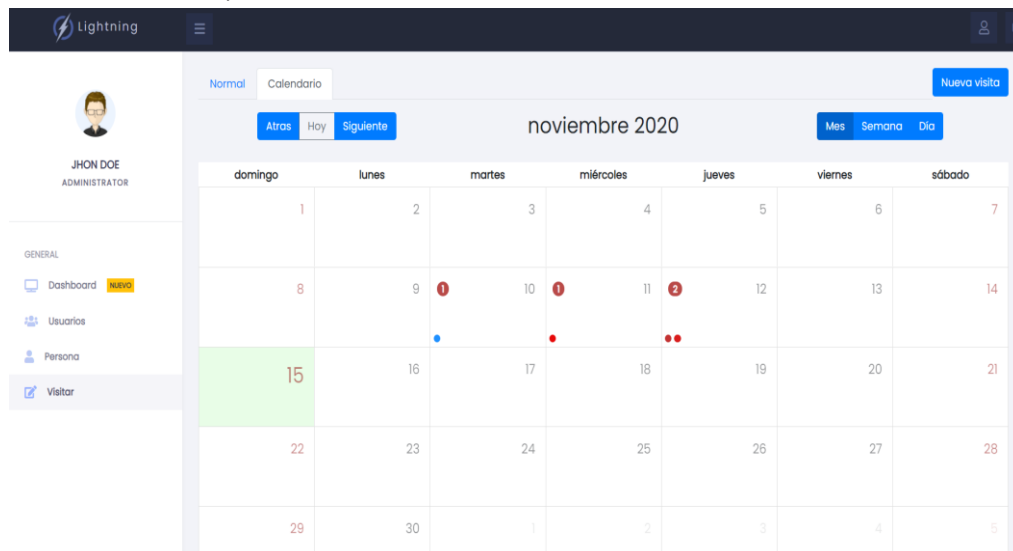 Lightning
Normal Calendario Nueva visita
Atras Hoy Siguiente noviembre 2020 Mes Semana Día
JHON DOE
ADMINISTRATOR
GENERAL
Dashboard NUEVO
Usuarios
Persona
Visitar
domingo lunes martes miércoles jueves viernes sábado
1 2 3 4 5 6 7
8 9 1 10 1 11 2 12 13 14
15 16 17 18 19 20 21
22 23 24 25 26 27 28
29 30 1 2 3 4 5